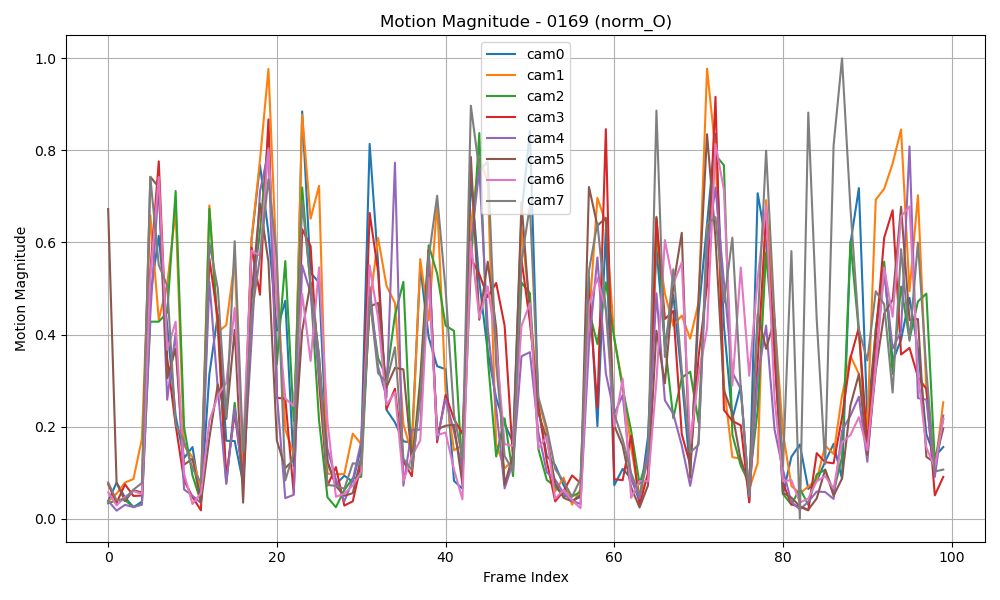 Motion Magnitude - 0169 (norm_O)
cam0
cam1
cam2
cam3
cam4
cam5
cam6
cam7
Motion Magnitude
1.0
0.8
0.6
0.4
0.2
0.0
0 20 40 60 80 100
Frame Index